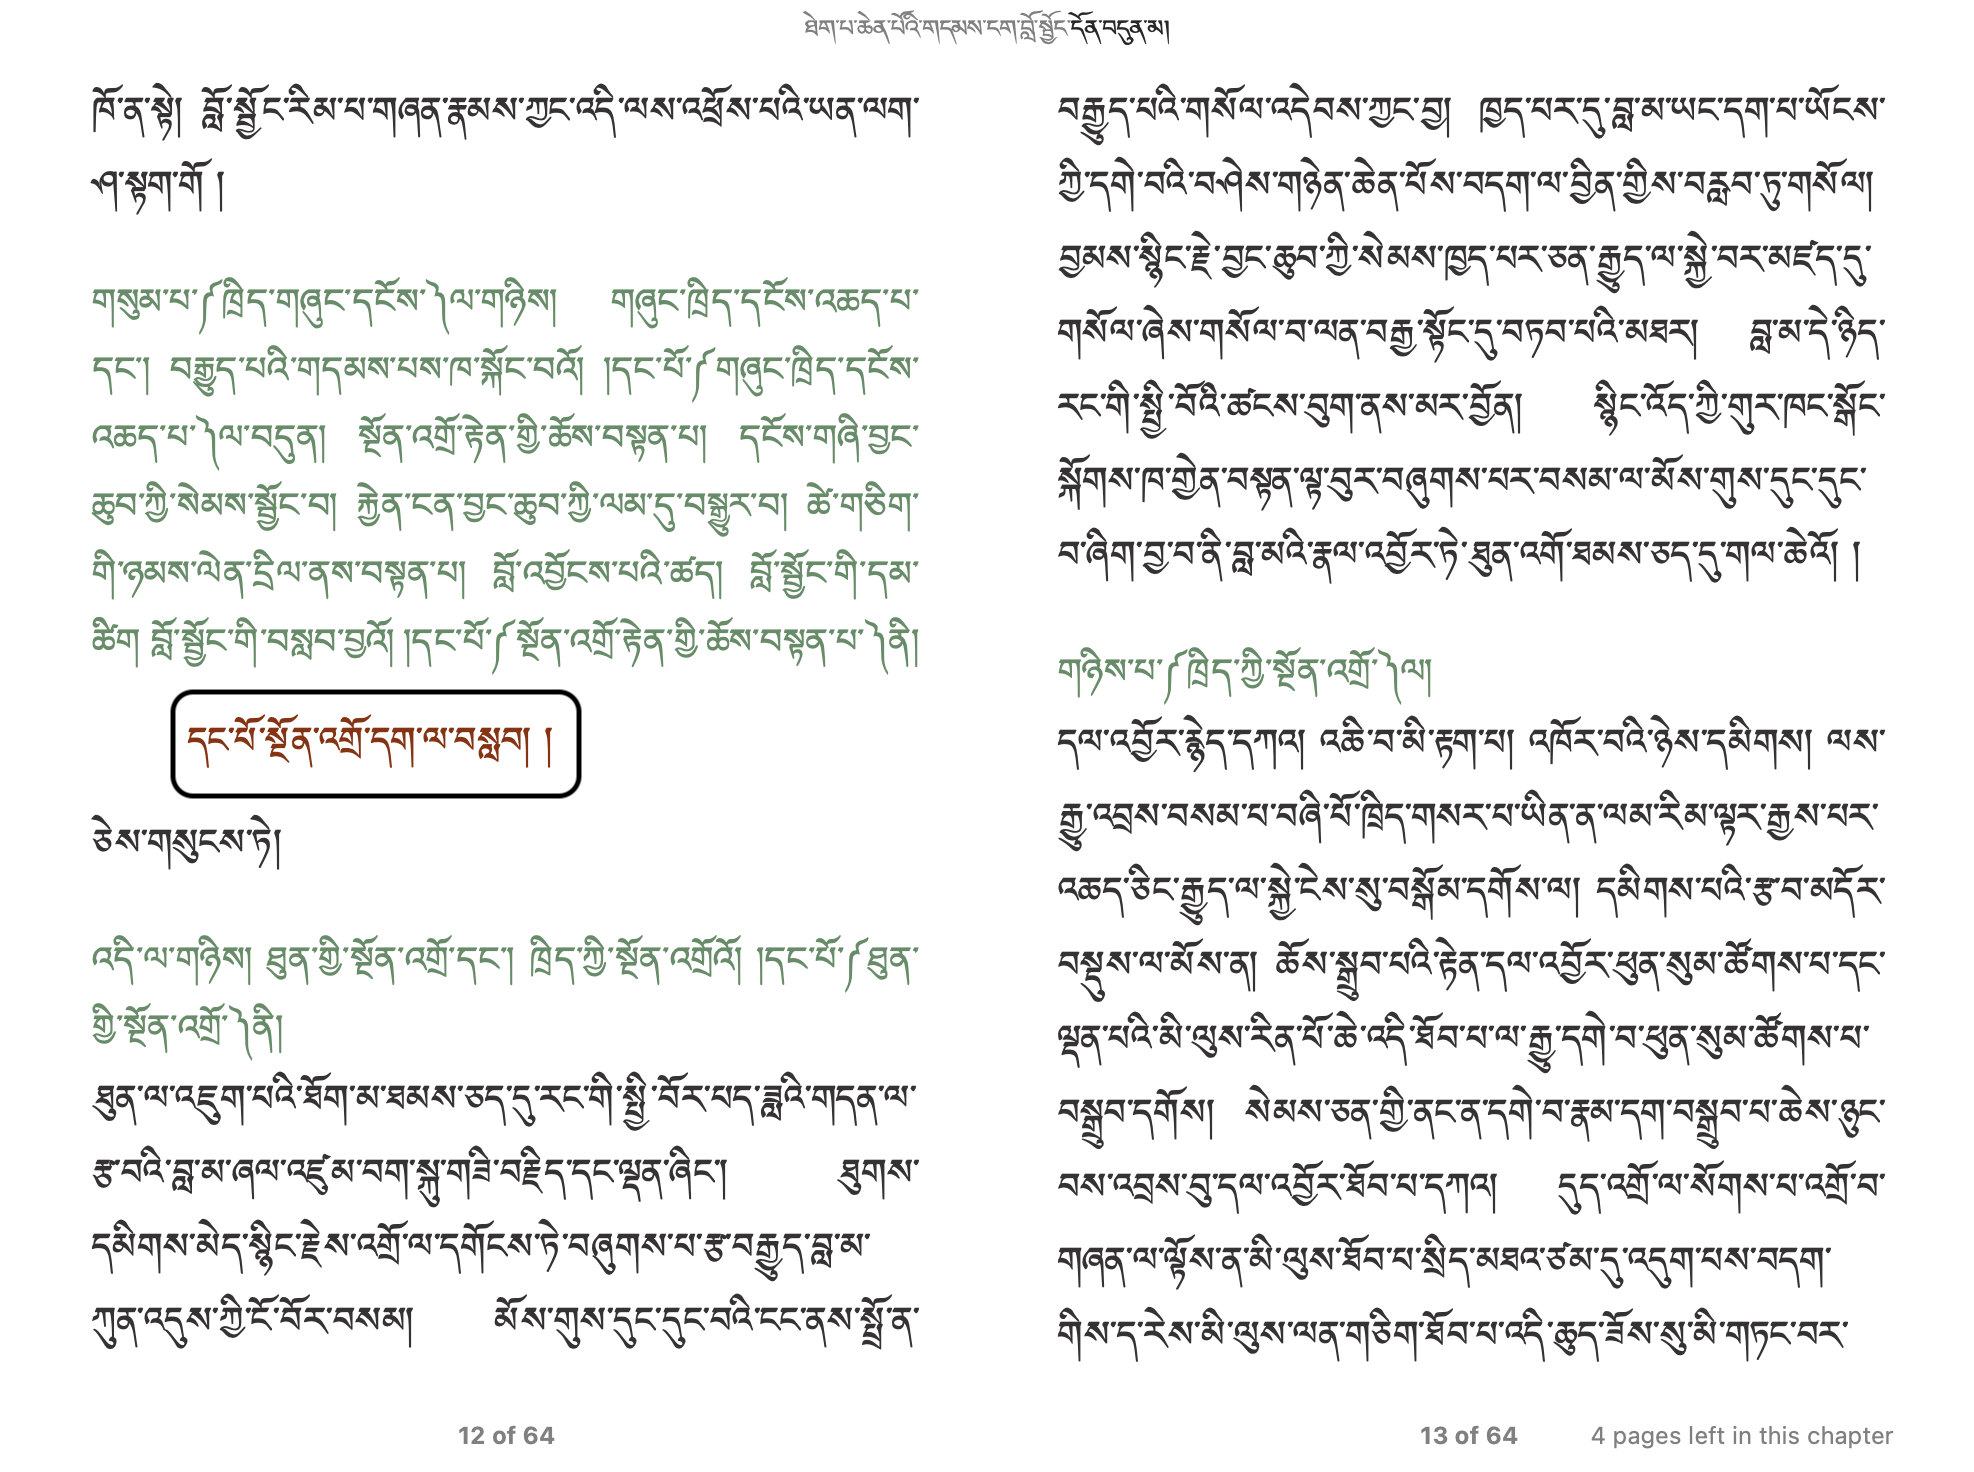 ཐེག་པ་ཆེན་པོའི་གདམས་ངག་བློ་སྦྱོང་དོན་བདུན་མ།
ཁོ་ན་སྟེ། བློ་སྦྱོང་རིམ་པ་གཞན་རྣམས་ཀྱང་འདི་ལས་འཕྲོས་པའི་ཡན་ལག་
ཤ་སྟག་གོ །
གསུམ་པ་༼ཁྲིད་གཞུང་དངོས་༽ལ་གཉིས། གཞུང་ཁྲིད་དངོས་འཆད་པ་
དང་། བརྒྱུད་པའི་གདམས་པས་ཁ་སྐོང་བའོ། །དང་པོ་༼གཞུང་ཁྲིད་དངོས་
འཆད་པ་༽ལ་བདུན། སྔོན་འགྲོ་རྟེན་གྱི་ཆོས་བསྟན་པ། དངོས་གཞི་བྱང་
ཆུབ་ཀྱི་སེམས་སྦྱོང་བ། རྐྱེན་ངན་བྱང་ཆུབ་ཀྱི་ལམ་དུ་བསྒྱུར་བ། ཚེ་གཅིག་
གི་ཉམས་ལེན་དྲིལ་ནས་བསྟན་པ། བློ་འབྱོངས་པའི་ཚད། བློ་སྦྱོང་གི་དམ་
ཚིག བློ་སྦྱོང་གི་བསླབ་བྱའོ། །དང་པོ་༼སྔོན་འགྲོ་རྟེན་གྱི་ཆོས་བསྟན་པ་༽ནི།
དང་པོ་སྔོན་འགྲོ་དག་ལ་བསླབ། །
ཅེས་གསུངས་ཏེ།
འདི་ལ་གཉིས། ཐུན་གྱི་སྔོན་འགྲོ་དང་། ཁྲིད་ཀྱི་སྔོན་འགྲོའོ། །དང་པོ་༼ཐུན་
གྱི་སྔོན་འགྲོ་༽ནི།
ཐུན་ལ་འཇུག་པའི་ཐོག་མ་ཐམས་ཅད་དུ་རང་གི་སྤྱི་བོར་པད་ཟླའི་གདན་ལ་
རྩ་བའི་བླ་མ་ཞལ་འཛུམ་བག་སྐུ་གཟི་བརྗིད་དང་ལྡན་ཞིང་། ཐུགས་
དམིགས་མེད་སྙིང་རྗེས་འགྲོ་ལ་དགོངས་ཏེ་བཞུགས་པ་རྩ་བརྒྱུད་བླ་མ་
ཀུན་འདུས་ཀྱི་ངོ་བོར་བསམ། མོས་གུས་དུང་དུང་བའི་ངང་ནས་སྤྲོ་ན་
12 of 64
བརྒྱུད་པའི་གསོལ་འདེབས་ཀྱང་བྱ། ཁྱད་པར་དུ་བླ་མ་ཡང་དག་པ་ཡོངས་
ཀྱི་དགེ་བའི་བཤེས་གཉེན་ཆེན་པོས་བདག་ལ་བྱིན་གྱིས་བརླབ་ཏུ་གསོལ།
བྱམས་སྙིང་རྗེ་བྱང་ཆུབ་ཀྱི་སེམས་ཁྱད་པར་ཅན་རྒྱུད་ལ་སྐྱེ་བར་མཛད་དུ་
གསོལ་ཞེས་གསོལ་བ་ལན་བརྒྱ་སྟོང་དུ་བཏབ་པའི་མཐར། བླ་མ་དེ་ཉིད་
རང་གི་སྤྱི་བོའི་ཚངས་བུག་ནས་མར་བྱོན། སྙིང་འོད་ཀྱི་གུར་ཁང་སྒོང་
སྐོགས་ཁ་གྱེན་བསྟན་ལྟ་བུར་བཞུགས་པར་བསམ་ལ་མོས་གུས་དུང་དུང་
བ་ཞིག་བྱ་བ་ནི་བླ་མའི་རྣལ་འབྱོར་ཏེ་ཐུན་འགོ་ཐམས་ཅད་དུ་གལ་ཆེའོ། །
གཉིས་པ་༼ཁྲིད་ཀྱི་སྔོན་འགྲོ་༽ལ།
དལ་འབྱོར་རྙེད་དཀའ། འཆི་བ་མི་རྟག་པ། འཁོར་བའི་ཉེས་དམིགས། ལས་
རྒྱུ་འབྲས་བསམ་པ་བཞི་པོ་ཁྲིད་གསར་པ་ཡིན་ན་ལམ་རིམ་ལྟར་རྒྱས་པར་
འཆད་ཅིང་རྒྱུད་ལ་སྐྱེ་ངེས་སུ་བསྒོམ་དགོས་ལ། དམིགས་པའི་རྩ་བ་མདོར་
བསྡུས་ལ་མོས་ན། ཆོས་སྒྲུབ་པའི་རྟེན་དལ་འབྱོར་ཕུན་སུམ་ཚོགས་པ་དང་
ལྡན་པའི་མི་ལུས་རིན་པོ་ཆེ་འདི་ཐོབ་པ་ལ་རྒྱུ་དགེ་བ་ཕུན་སུམ་ཚོགས་པ་
བསྒྲུབ་དགོས། སེམས་ཅན་གྱི་ནང་ན་དགེ་བ་རྣམ་དག་བསྒྲུབ་པ་ཆེས་ཉུང་
བས་འབྲས་བུ་དལ་འབྱོར་ཐོབ་པ་དཀའ། དུད་འགྲོ་ལ་སོགས་པ་འགྲོ་བ་
གཞན་ལ་ལྟོས་ན་མི་ལུས་ཐོབ་པ་སྲིད་མཐའ་ཙམ་དུ་འདུག་པས་བདག་
གིས་ད་རེས་མི་ལུས་ལན་གཅིག་ཐོབ་པ་འདི་ཆུད་ཟོས་སུ་མི་གཏང་བར་
13 of 64
4 pages left in this chapter